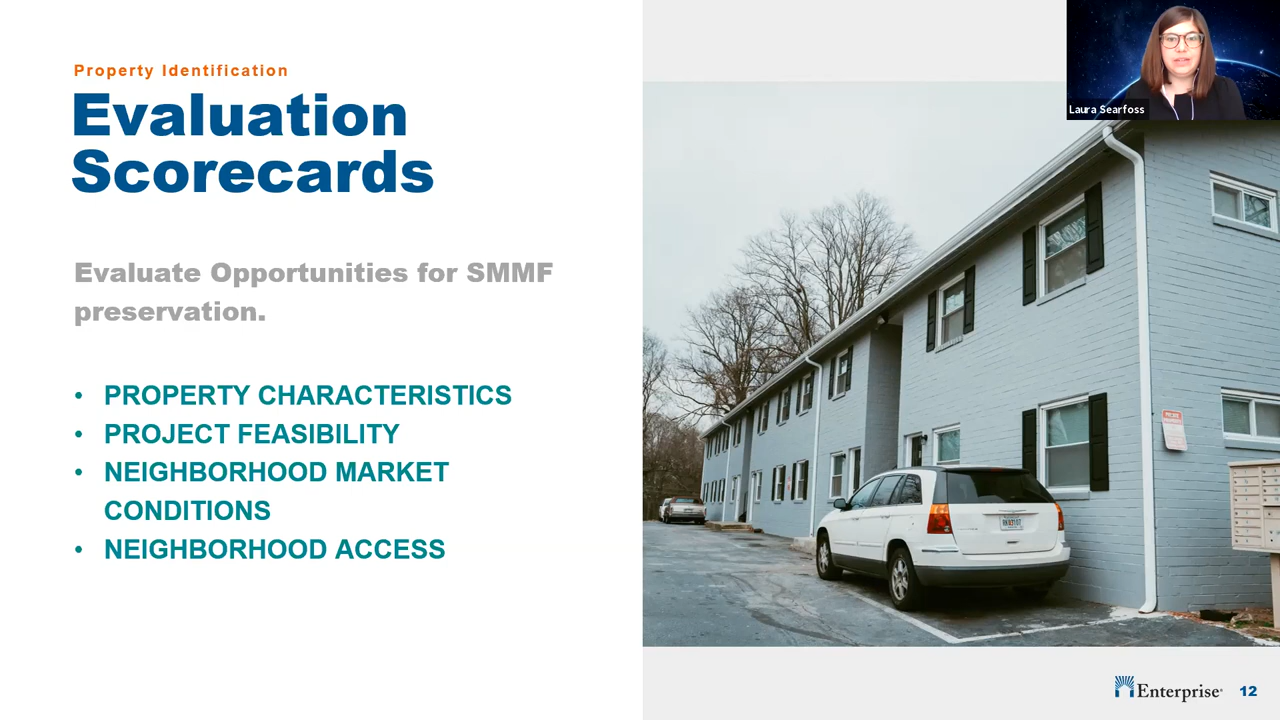 Property Identification
Evaluation
Scorecards
Evaluate Opportunities for SMMF
preservation.
• PROPERTY CHARACTERISTICS
• PROJECT FEASIBILITY
• NEIGHBORHOOD MARKET
CONDITIONS
• NEIGHBORHOOD ACCESS
Laura Searfoss
Enterprise
12